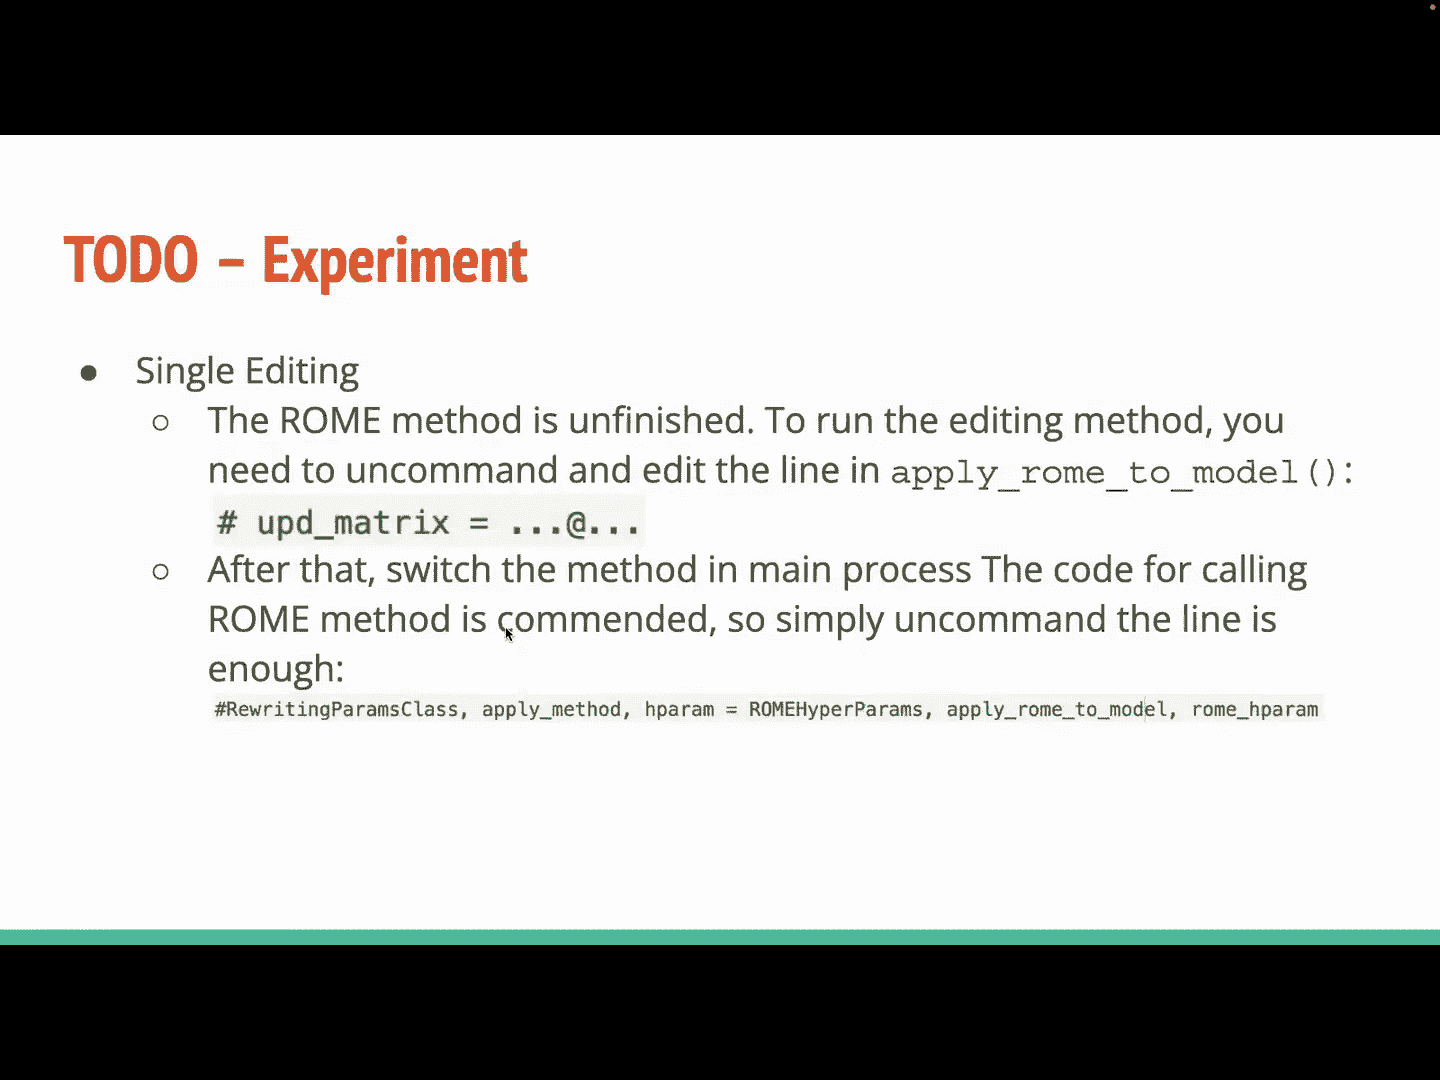 TODO – Experiment
● Single Editing
○ The ROME method is unfinished. To run the editing method, you
need to uncommand and edit the line in apply_rome_to_model():
# upd_matrix = ...@...
○ After that, switch the method in main process The code for calling
ROME method is commended, so simply uncommand the line is
enough:
#RewritingParamsClass, apply_method, hparam = ROMEHyperParams, apply_rome_to_model, rome_hparam